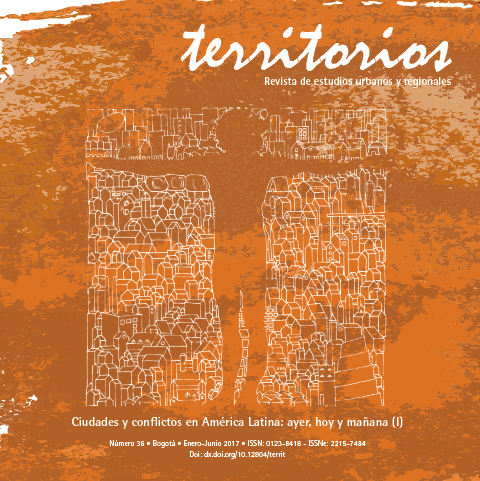 territorios
Revista de estudios urbanos y regionales
Ciudades y conflictos en América Latina: ayer, hoy y mañana (I)
Número 36 • Bogotá • Enero-Junio 2017 • ISSN: 0123-8418 - ISSNe: 2215-7484
Doi: dx.doi.org/10.12804/territ